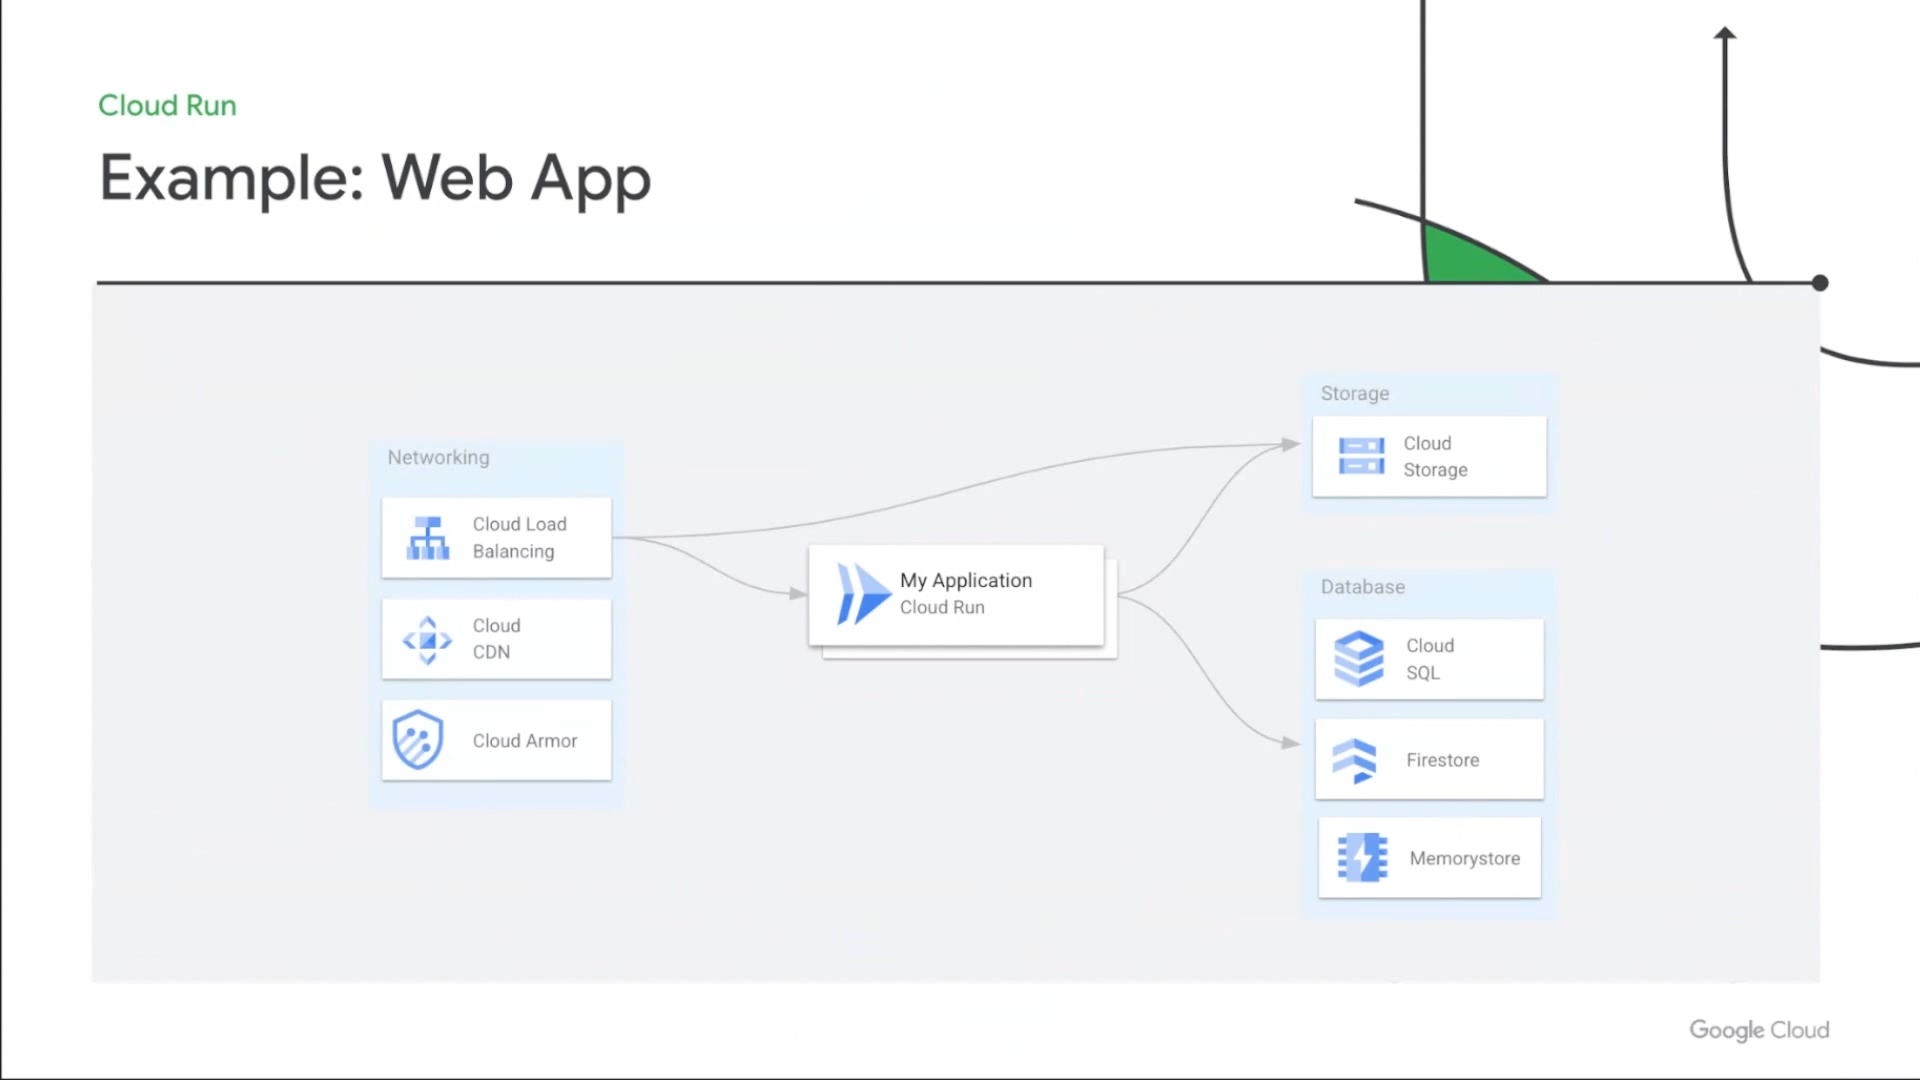 Cloud Run
Example: Web App
Networking
Cloud Load
Balancing
Cloud
CDN
Cloud Armor
My Application
Cloud Run
Storage
Cloud
Storage
Database
Cloud
SQL
Firestore
Memorystore
Google Cloud